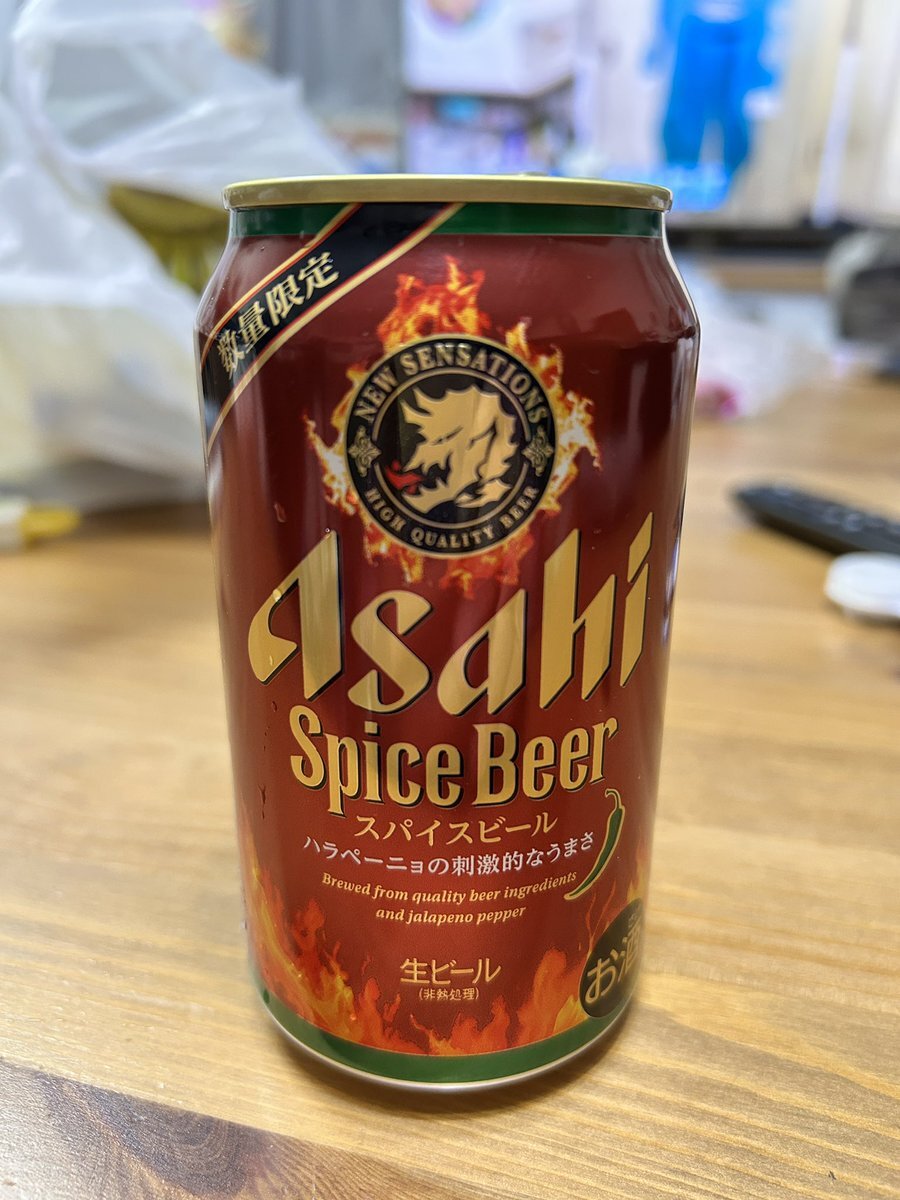 数量限定
NEW SENSATIONS
HIGH QUALITY BEER
Asahi
Spice Beer
スパイスビール
ハラペーニョの刺激的なうまさ
Brewed from quality beer ingredients
and jalapeno pepper
生ビール
(非熱処理)
お酒